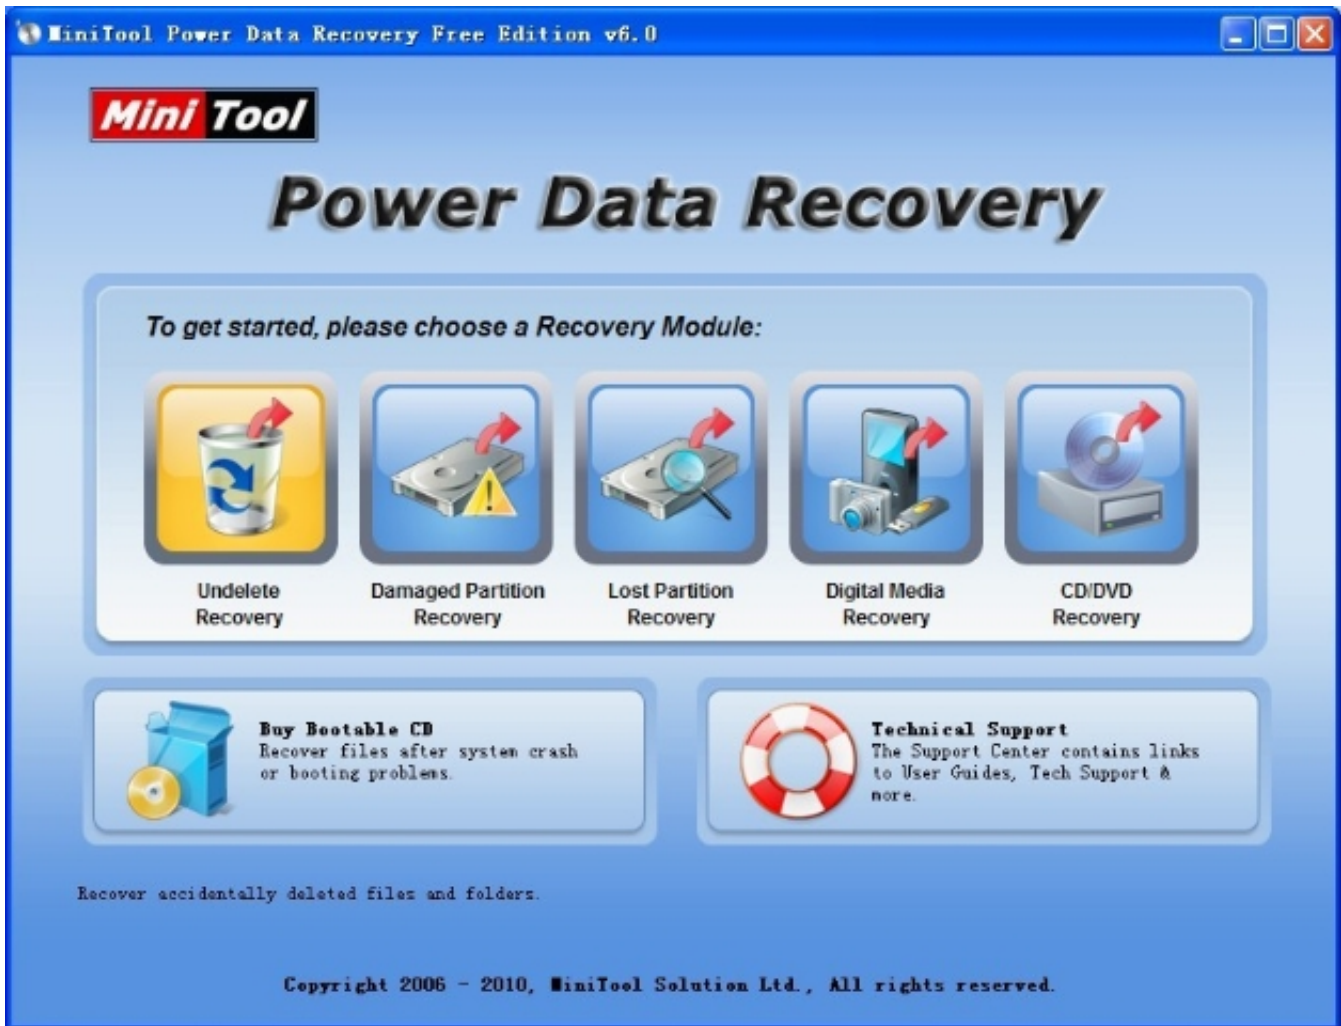 MiniTool Power Data Recovery Free Edition v6.0
Mini Tool
Power Data Recovery
To get started, please choose a Recovery Module:
Undelete
Recovery
Damaged Partition
Recovery
Lost Partition
Recovery
Digital Media
Recovery
CD/DVD
Recovery
Buy Bootable CD
Recover files after system crash
or booting problems.
Technical Support
The Support Center contains links
to User Guides, Tech Support &
more.
Recover accidentally deleted files and folders.
Copyright 2006 - 2010, MiniTool Solution Ltd., All rights reserved.